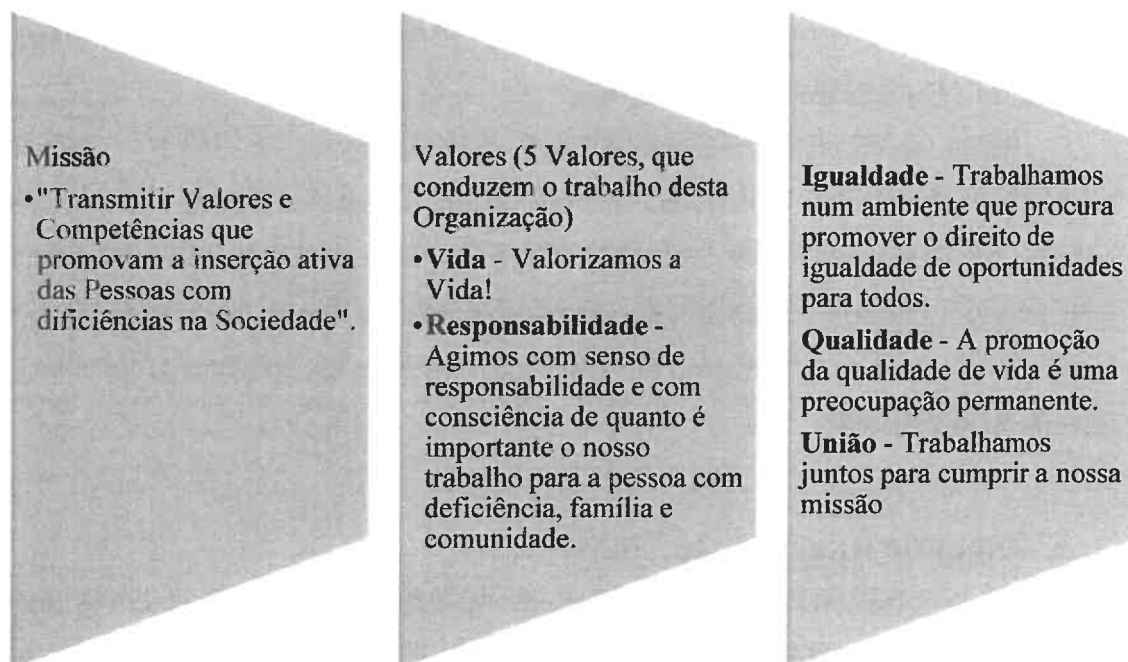 Missão
•"Transmitir Valores e
Competências que
promovam a inserção ativa
das Pessoas com
dificiências na Sociedade".
Valores (5 Valores, que
conduzem o trabalho desta
Organização)
•Vida - Valorizamos a
Vida!
•Responsabilidade -
Agimos com senso de
responsabilidade e com
consciência de quanto é
importante o nosso
trabalho para a pessoa com
deficiência, família e
comunidade.
Igualdade - Trabalhamos
num ambiente que procura
promover o direito de
igualdade de oportunidades
para todos.
Qualidade - A promoção
da qualidade de vida é uma
preocupação permanente.
União - Trabalhamos
juntos para cumprir a nossa
missão